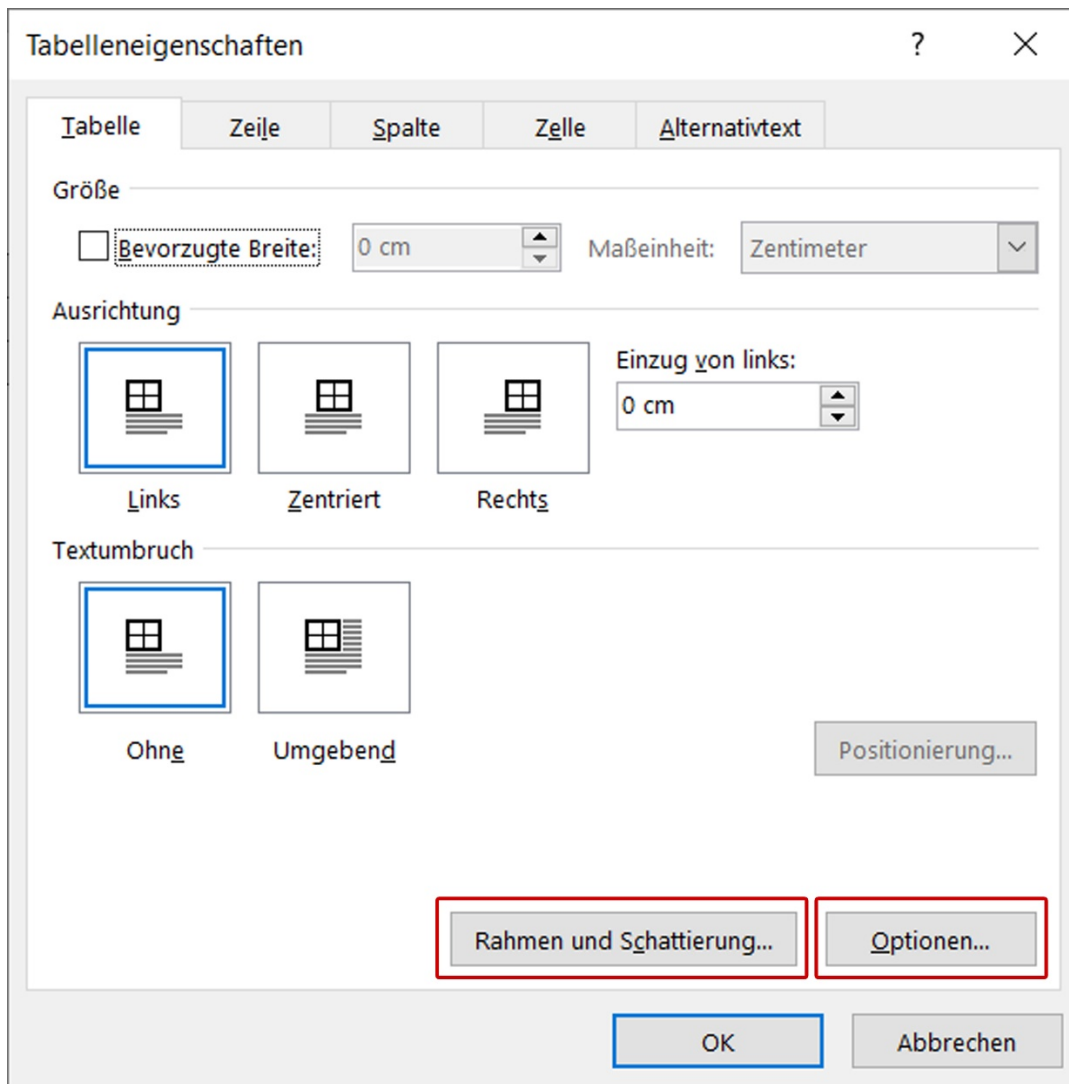 Tabelleneigenschaften ?
Tabelle Zeile Spalte Zelle Alternativtext
Größe
Bevorzugte Breite: 0 cm Maßeinheit: Zentimeter
Ausrichtung
Einzug von links:
0 cm
Links Zentriert Rechts
Textumbruch
Ohne Umgebend
Positionierung...
Rahmen und Schattierung... Optionen...
OK Abbrechen